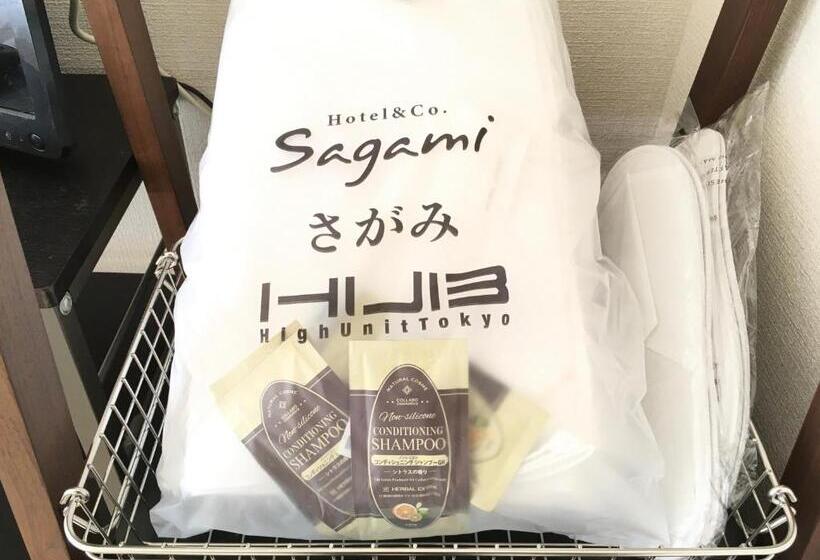 Hotel&Co.
Sagami
さがみ
HUB
HighUnitTokyo
NATURAL COSME
COLLABO
Non-silicone
CONDITIONING
SHAMPOO
コンディショニングシャンプー
シトラスの香り
HERBAL EX
Non-silicone
CONDITIONING
SHAMPOO